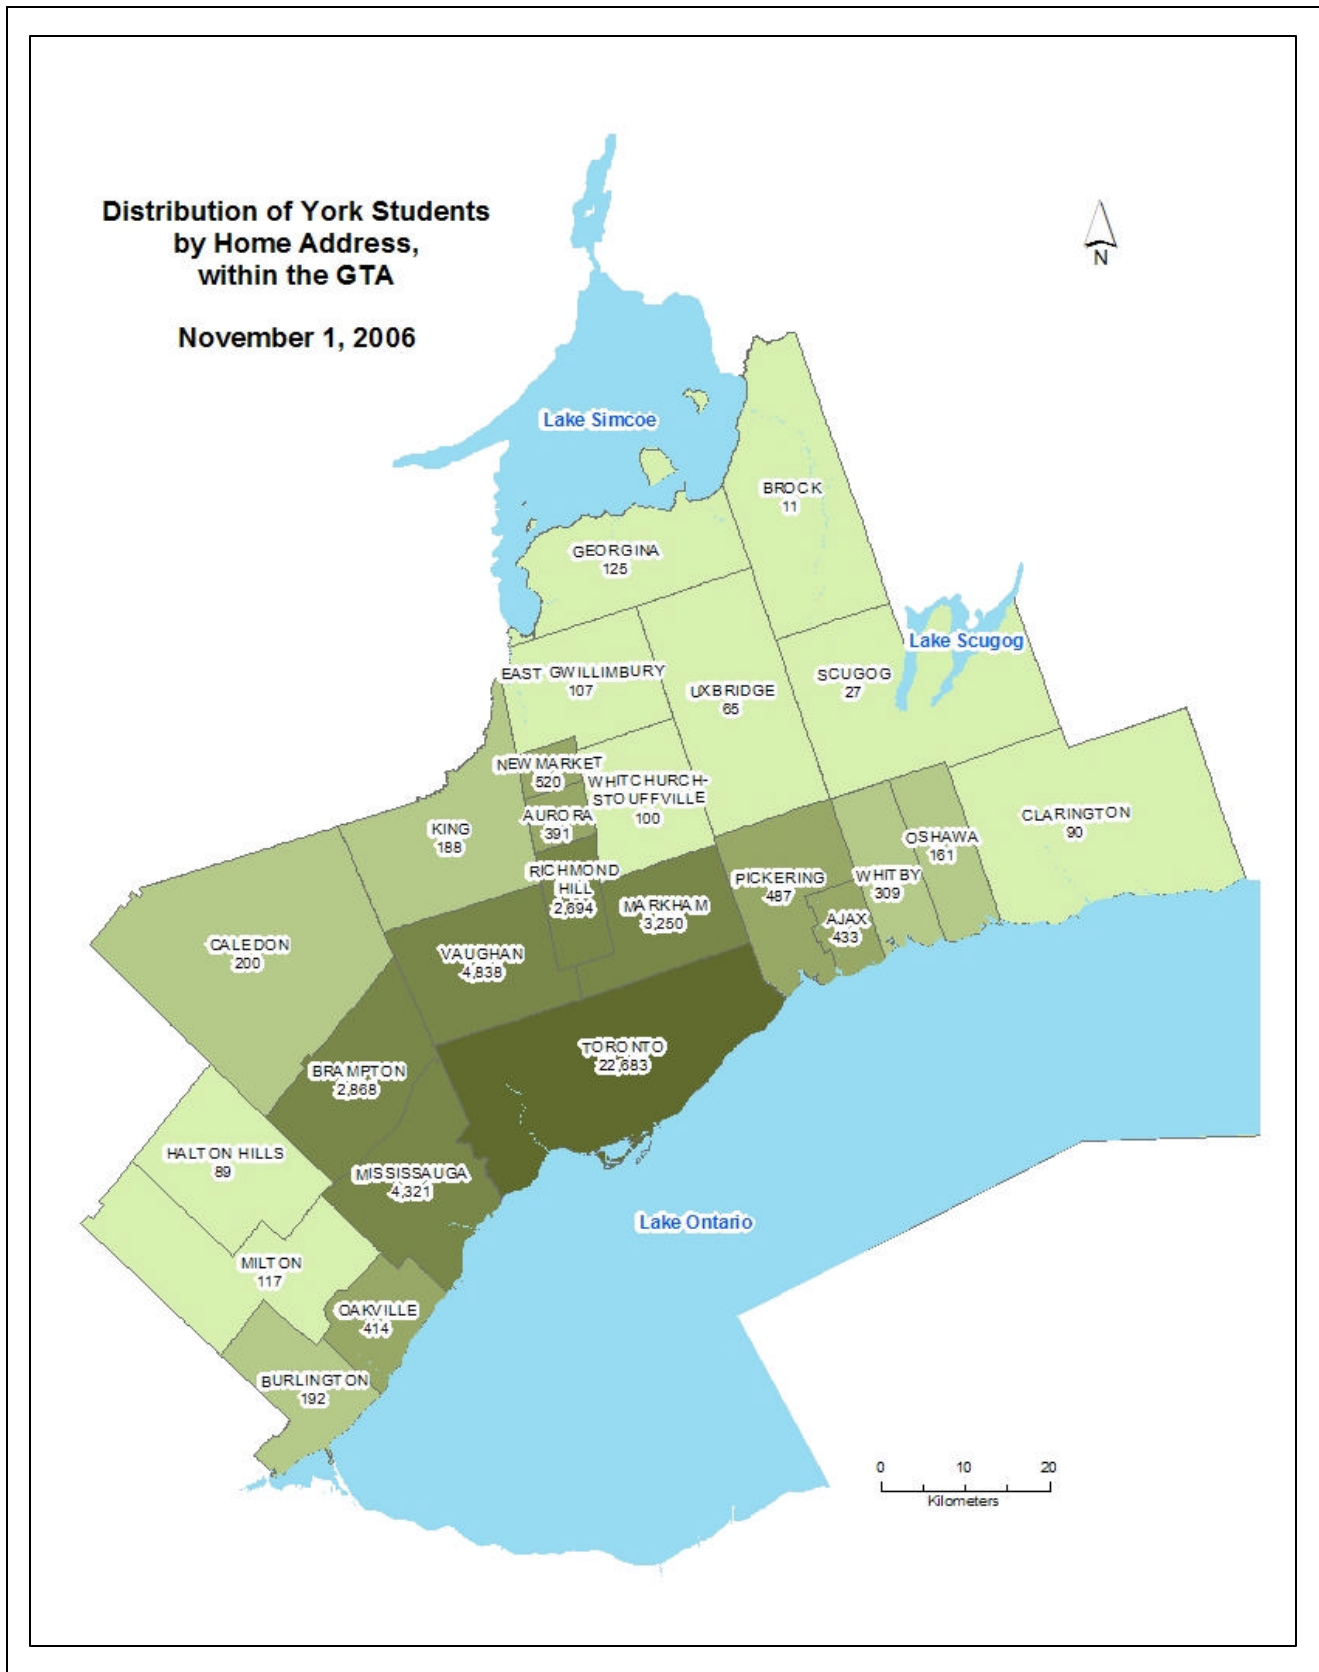 Distribution of York Students
by Home Address,
within the GTA
November 1, 2006
N
Lake Simcoe
BROCK
11
GEORGINA
125
Lake Scugog
EAST GWILLIMBURY
107
UXBRIDGE
65
SCUGOG
27
NEWMARKET
520
WHITCHURCH-
STOUFFVILLE
100
AURORA
391
KING
188
CLARINGTON
90
OSHAWA
161
RICHMOND
HILL
2,694
PICKERING
487
WHITBY
309
MARKHAM
3,250
AJAX
433
CALEDON
200
VAUGHAN
4,838
TORONTO
22,683
BRAMPTON
2,868
HALTON HILLS
89
MISSISSAUGA
4,321
Lake Ontario
MILTON
117
OAKVILLE
414
BURLINGTON
192
0 10 20
Kilometers